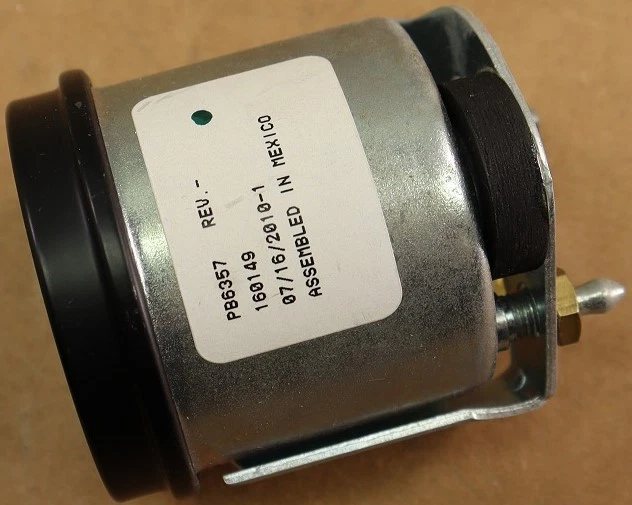 PB6357 REV.-
160149
07/16/2010-1
ASSEMBLED IN MEXICO